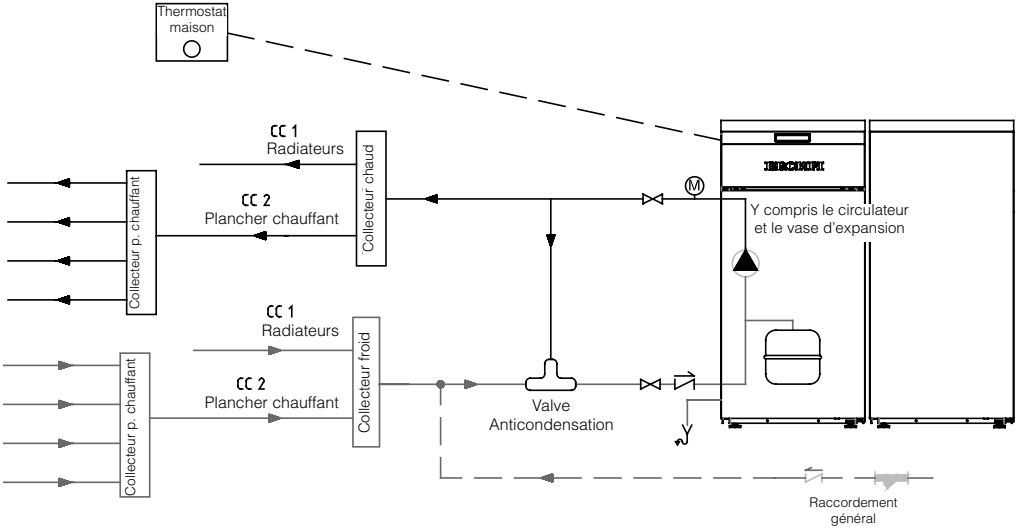 Thermostat
maison
CC 1
Radiateurs
CC 2
Plancher chauffant
Collecteur p. chauffant
Collecteur chaud
M
Y compris le circulateur
et le vase d'expansion
CC 1
Radiateurs
CC 2
Plancher chauffant
Collecteur p. chauffant
Collecteur froid
Valve
Anticondensation
Raccordement
général